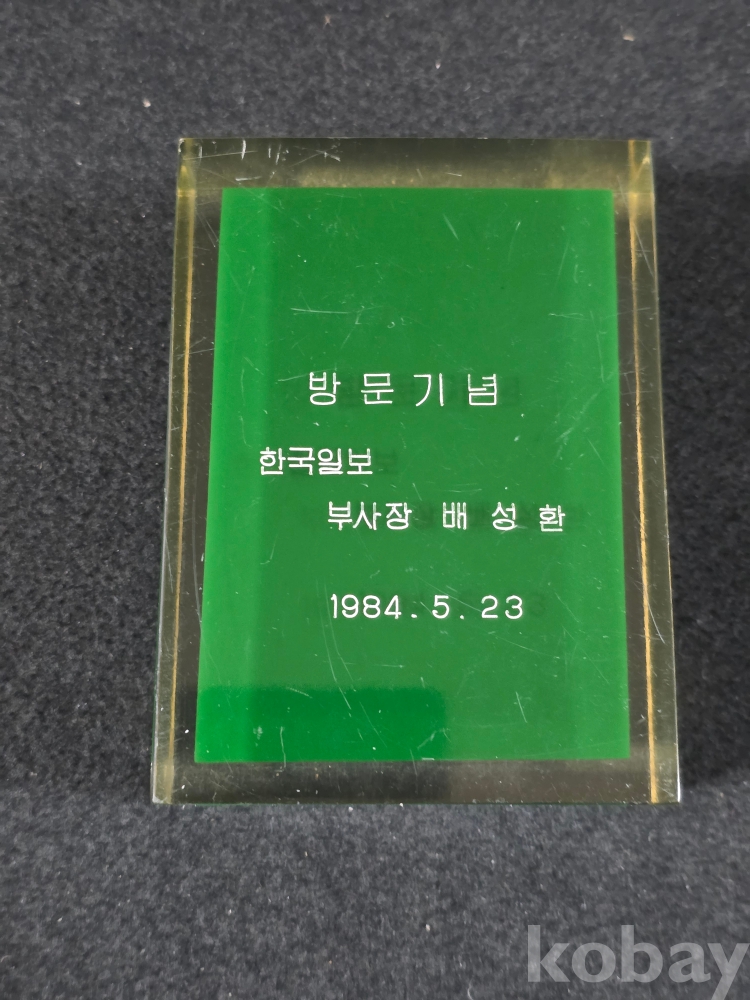 방문기념
한국일보
부사장 배성환
1984.5.23
kobay